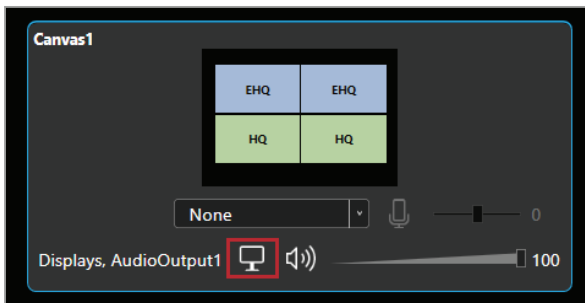 Canvas1
EHQ EHQ
HQ HQ
None 0
Displays, AudioOutput1 100